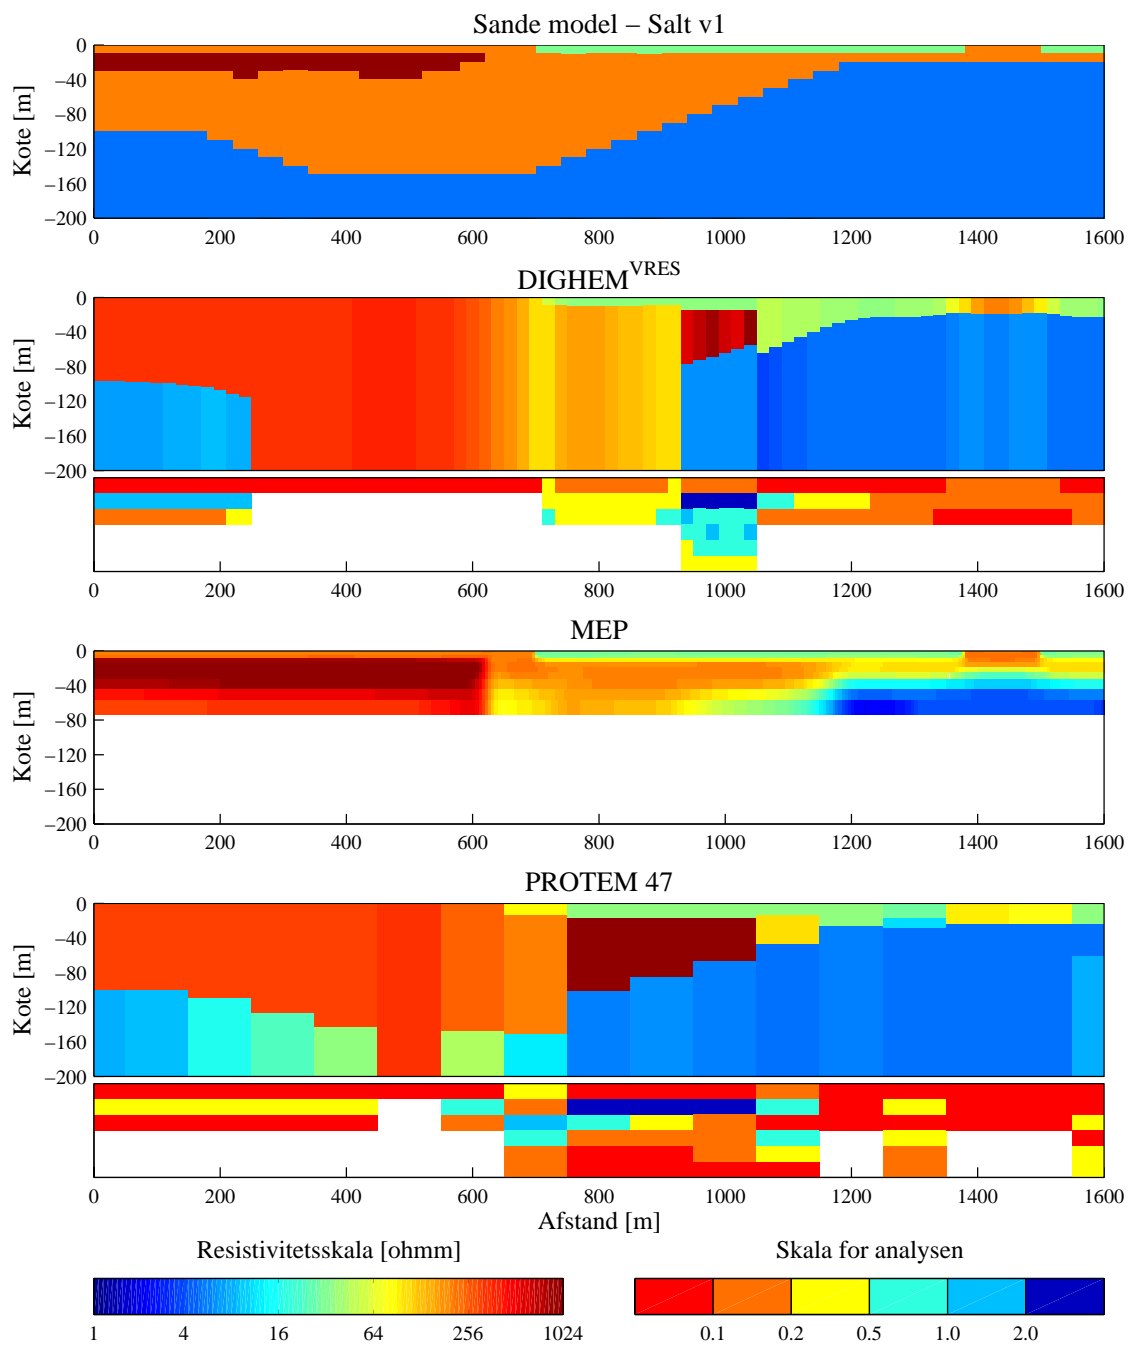 Sande model – Salt v1
Kote [m]
0
–40
–80
–120
–160
–200
0 200 400 600 800 1000 1200 1400 1600
DIGHEM^VRES
Kote [m]
0
–40
–80
–120
–160
–200
0 200 400 600 800 1000 1200 1400 1600
MEP
Kote [m]
0
–40
–80
–120
–160
–200
0 200 400 600 800 1000 1200 1400 1600
PROTEM 47
Kote [m]
0
–40
–80
–120
–160
–200
0 200 400 600 800 1000 1200 1400 1600
Afstand [m]
Resistivitetsskala [ohmm]
1 4 16 64 256 1024
Skala for analysen
0.1 0.2 0.5 1.0 2.0